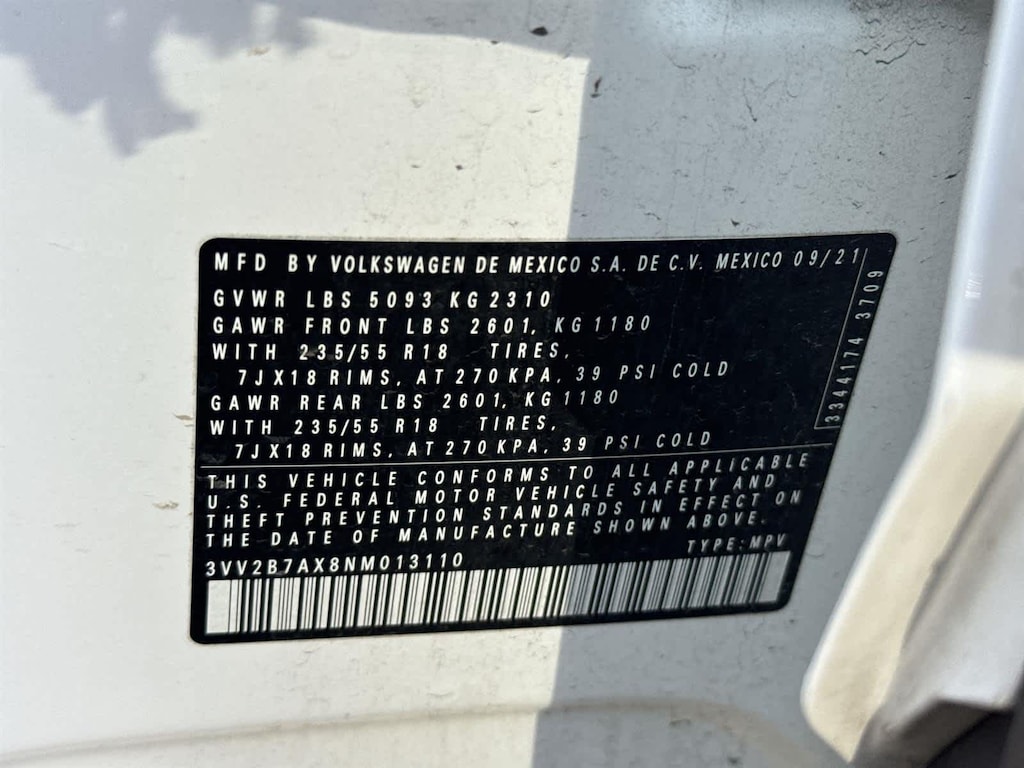 MFD BY VOLKSWAGEN DE MEXICO S.A. DE C.V. MEXICO 09/21
GVWR LBS 5093 KG 2310
GAWR FRONT LBS 2601, KG 1180
WITH 235/55 R18 TIRES,
7JX18 RIMS, AT 270 KPA, 39 PSI COLD
GAWR REAR LBS 2601, KG 1180
WITH 235/55 R18 TIRES,
7JX18 RIMS, AT 270 KPA, 39 PSI COLD
3344174 3709
THIS VEHICLE CONFORMS TO ALL APPLICABLE
U.S. FEDERAL MOTOR VEHICLE SAFETY AND
THEFT PREVENTION STANDARDS IN EFFECT ON
THE DATE OF MANUFACTURE SHOWN ABOVE.
TYPE: MPV
3VV2B7AX8NM013110